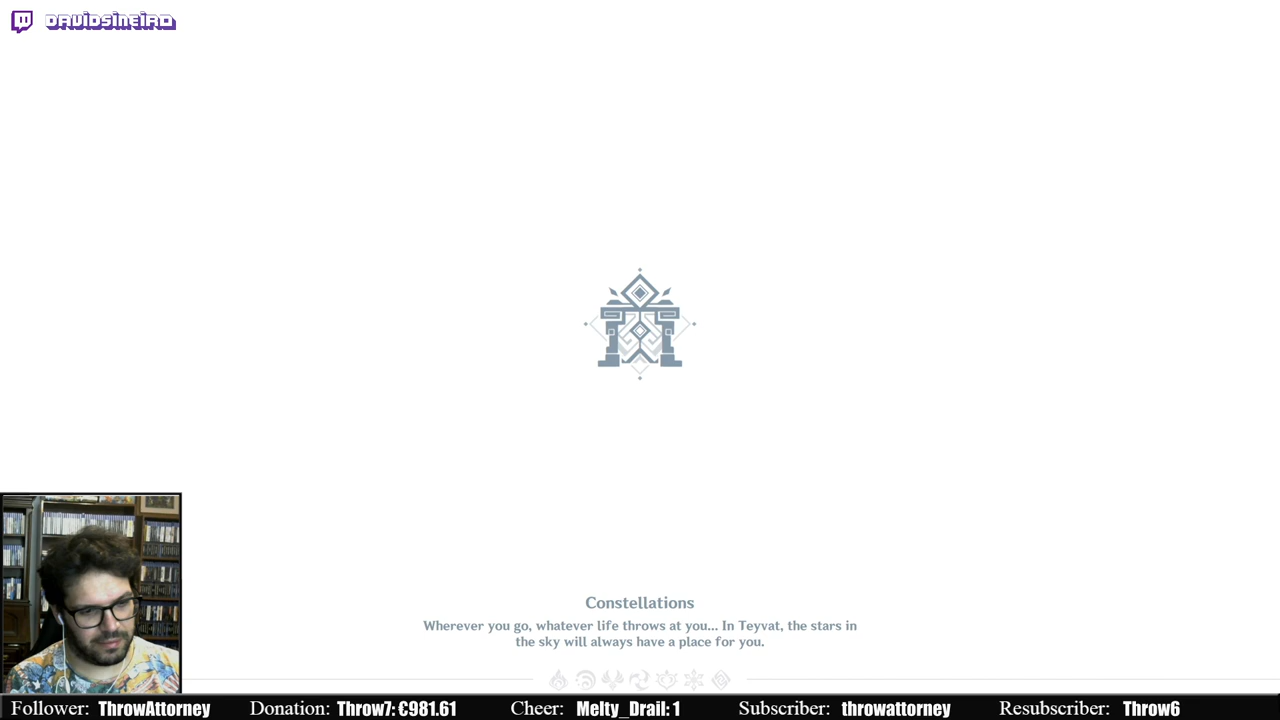 DAVIDSINEIRO
Constellations
Wherever you go, whatever life throws at you... In Teyvat, the stars in
the sky will always have a place for you.
Follower: ThrowAttorney Donation: Throw7: €981.61 Cheer: Melty_Drail: 1 Subscriber: throwattorney Resubscriber: Throw6